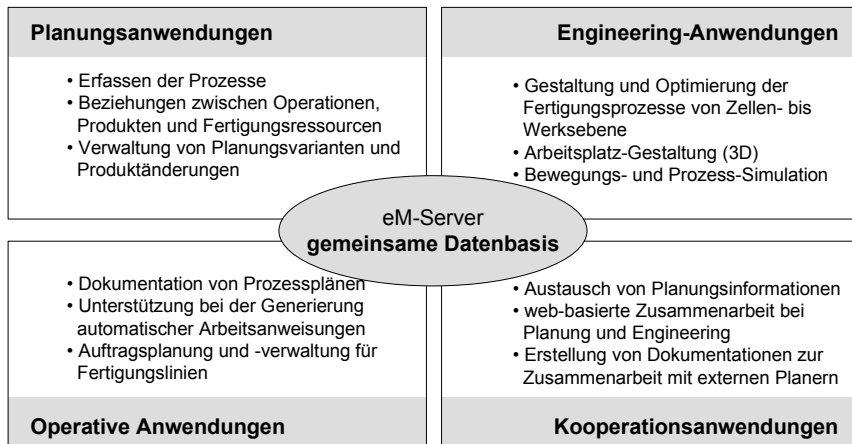 Planungsanwendungen
• Erfassen der Prozesse
• Beziehungen zwischen Operationen,
Produkten und Fertigungsressourcen
• Verwaltung von Planungsvarianten und
Produktänderungen
Engineering-Anwendungen
• Gestaltung und Optimierung der
Fertigungsprozesse von Zellen- bis
Werksebene
• Arbeitsplatz-Gestaltung (3D)
• Bewegungs- und Prozess-Simulation
eM-Server
gemeinsame Datenbasis
• Dokumentation von Prozessplänen
• Unterstützung bei der Generierung
automatischer Arbeitsanweisungen
• Auftragsplanung und -verwaltung für
Fertigungslinien
Operative Anwendungen
• Austausch von Planungsinformationen
• web-basierte Zusammenarbeit bei
Planung und Engineering
• Erstellung von Dokumentationen zur
Zusammenarbeit mit externen Planern
Kooperationsanwendungen